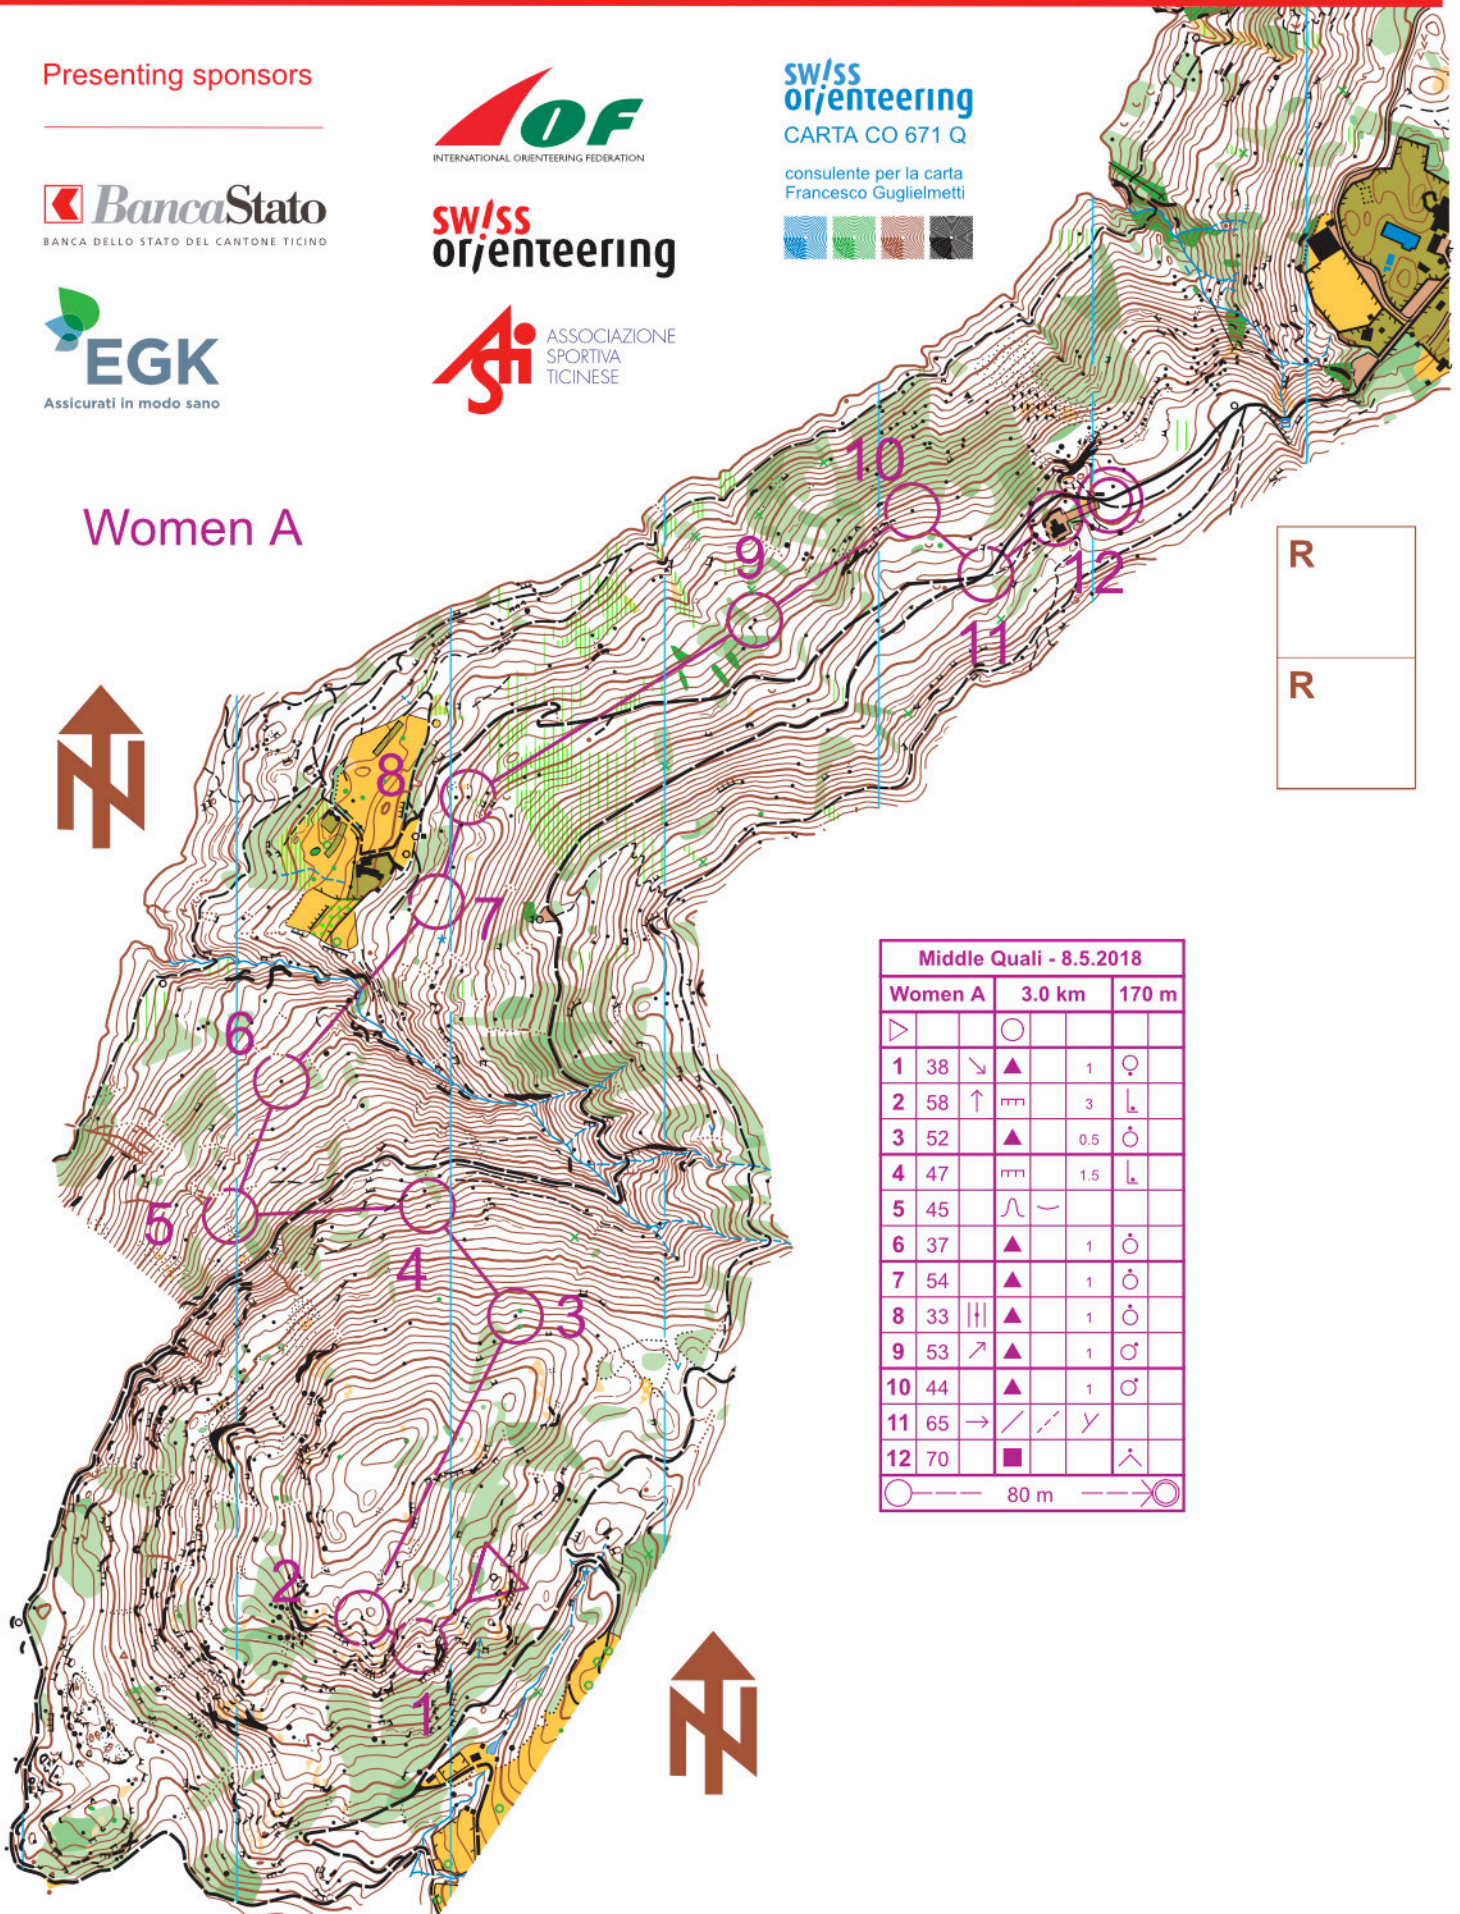 Presenting sponsors
BancaStato
BANCA DELLO STATO DEL CANTONE TICINO
EGK
Assicurati in modo sano
IOF
INTERNATIONAL ORIENTEERING FEDERATION
swiss
orienteering
ASTi
ASSOCIAZIONE
SPORTIVA
TICINESE
swiss
orienteering
CARTA CO 671 Q
consulente per la carta
Francesco Guglielmetti
Women A
10
9
12
11
8
7
6
5
4
3
2
1
N
N
R
R
Middle Quali - 8.5.2018
Women A 3.0 km 170 m
1 38 1
2 58 3
3 52 0.5
4 47 1.5
5 45
6 37 1
7 54 1
8 33 1
9 53 1
10 44 1
11 65
12 70
80 m